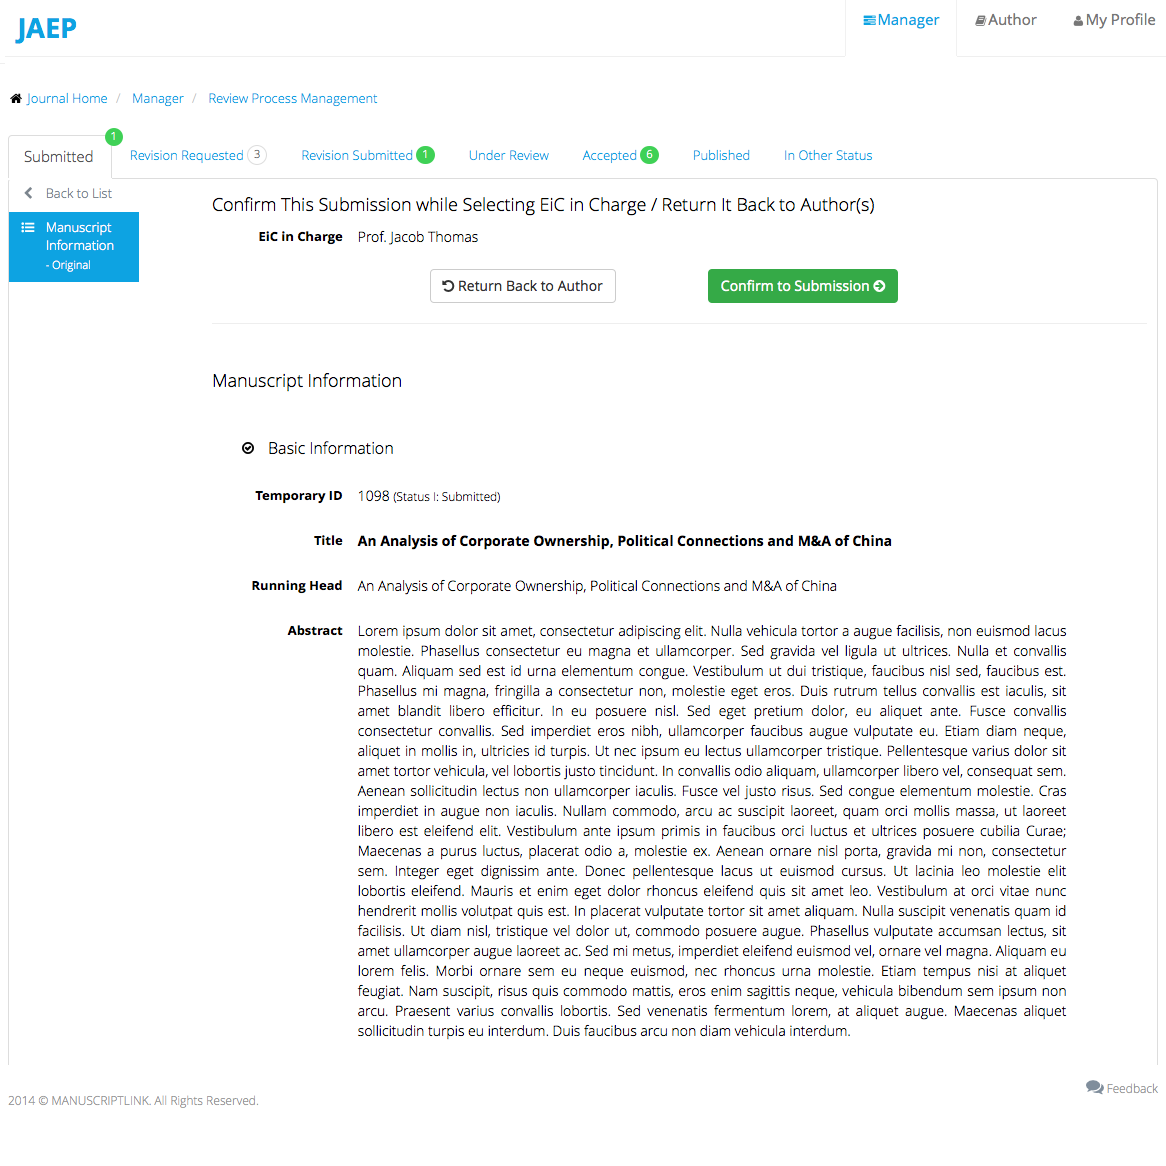 JAEP
Manager
Author
My Profile
Journal Home / Manager / Review Process Management
Submitted 1
Revision Requested 3
Revision Submitted 1
Under Review
Accepted 6
Published
In Other Status
Back to List
Manuscript
Information
- Original
Confirm This Submission while Selecting EiC in Charge / Return It Back to Author(s)
EiC in Charge Prof. Jacob Thomas
Return Back to Author
Confirm to Submission
Manuscript Information
Basic Information
Temporary ID 1098 (Status I: Submitted)
Title An Analysis of Corporate Ownership, Political Connections and M&A of China
Running Head An Analysis of Corporate Ownership, Political Connections and M&A of China
Abstract Lorem ipsum dolor sit amet, consectetur adipiscing elit. Nulla vehicula tortor a augue facilisis, non euismod lacus
molestie. Phasellus consectetur eu magna et ullamcorper. Sed gravida vel ligula ut ultrices. Nulla et convallis
quam. Aliquam sed est id urna elementum congue. Vestibulum ut dui tristique, faucibus nisl sed, faucibus est.
Phasellus mi magna, fringilla a consectetur non, molestie eget eros. Duis rutrum tellus convallis est iaculis, sit
amet blandit libero efficitur. In eu posuere nisl. Sed eget pretium dolor, eu aliquet ante. Fusce convallis
consectetur convallis. Sed imperdiet eros nibh, ullamcorper faucibus augue vulputate eu. Etiam diam neque,
aliquet in mollis in, ultricies id turpis. Ut nec ipsum eu lectus ullamcorper tristique. Pellentesque varius dolor sit
amet tortor vehicula, vel lobortis justo tincidunt. In convallis odio aliquam, ullamcorper libero vel, consequat sem.
Aenean sollicitudin lectus non ullamcorper iaculis. Fusce vel justo risus. Sed congue elementum molestie. Cras
imperdiet in augue non iaculis. Nullam commodo, arcu ac suscipit laoreet, quam orci mollis massa, ut laoreet
libero est eleifend elit. Vestibulum ante ipsum primis in faucibus orci luctus et ultrices posuere cubilia Curae;
Maecenas a purus luctus, placerat odio a, molestie ex. Aenean ornare nisl porta, gravida mi non, consectetur
sem. Integer eget dignissim ante. Donec pellentesque lacus ut euismod cursus. Ut lacinia leo molestie elit
lobortis eleifend. Mauris et enim eget dolor rhoncus eleifend quis sit amet leo. Vestibulum at orci vitae nunc
hendrerit mollis volutpat quis est. In placerat vulputate tortor sit amet aliquam. Nulla suscipit venenatis quam id
facilisis. Ut diam nisl, tristique vel dolor ut, commodo posuere augue. Phasellus vulputate accumsan lectus, sit
amet ullamcorper augue laoreet ac. Sed mi metus, imperdiet eleifend euismod vel, ornare vel magna. Aliquam eu
lorem felis. Morbi ornare sem eu neque euismod, nec rhoncus urna molestie. Etiam tempus nisi at aliquet
feugiat. Nam suscipit, risus quis commodo mattis, eros enim sagittis neque, vehicula bibendum sem ipsum non
arcu. Praesent varius convallis lobortis. Sed venenatis fermentum lorem, at aliquet augue. Maecenas aliquet
sollicitudin turpis eu interdum. Duis faucibus arcu non diam vehicula interdum.
Feedback
2014 © MANUSCRIPTLINK. All Rights Reserved.